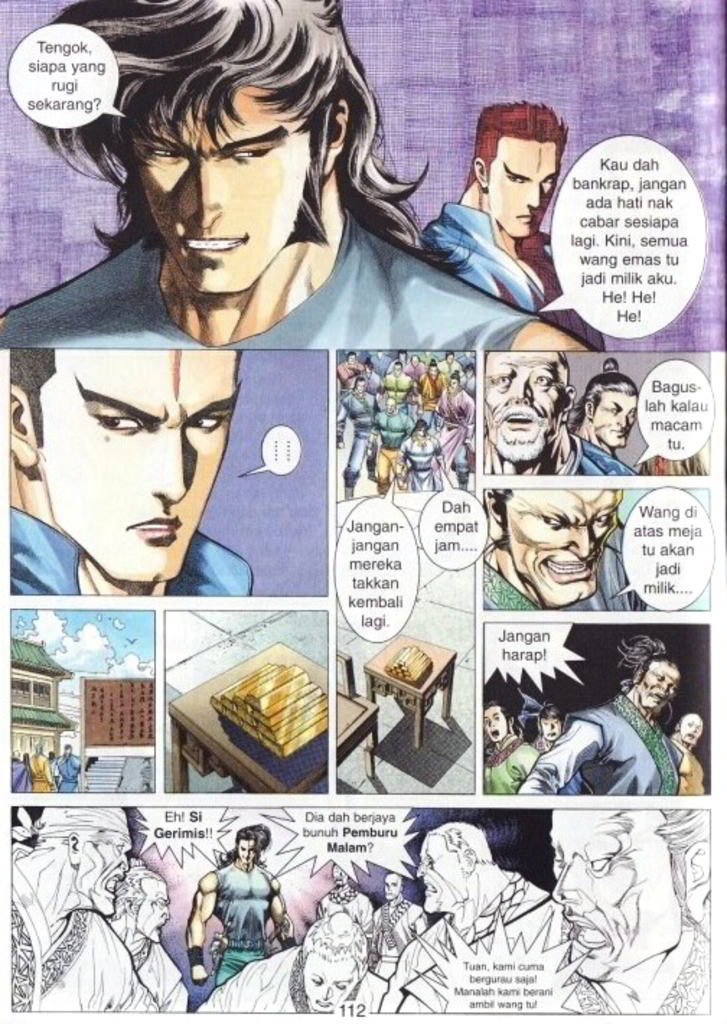 Tengok,
siapa yang
rugi
sekarang?
Kau dah
bankrap, jangan
ada hati nak
cabar sesiapa
lagi. Kini, semua
wang emas tu
jadi milik aku.
He! He!
He!
Bagus-
lah kalau
macam
tu.
Dah
empat
jam....
Jangan-
jangan
mereka
takkan
kembali
lagi.
Wang di
atas meja
tu akan
jadi
milik....
Jangan
harap!
Eh! Si
Gerimis!!
Dia dah berjaya
bunuh Pemburu
Malam?
Tuan, kami cuma
bergurau saja!
Manalah kami berani
ambil wang tu!
112